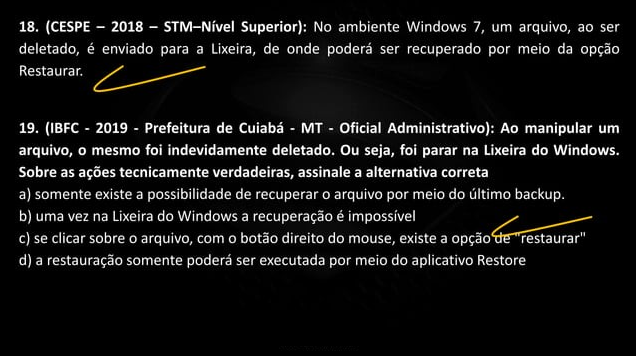 18. (CESPE – 2018 – STM–Nível Superior): No ambiente Windows 7, um arquivo, ao ser
deletado, é enviado para a Lixeira, de onde poderá ser recuperado por meio da opção
Restaurar.
19. (IBFC - 2019 - Prefeitura de Cuiabá - MT - Oficial Administrativo): Ao manipular um
arquivo, o mesmo foi indevidamente deletado. Ou seja, foi parar na Lixeira do Windows.
Sobre as ações tecnicamente verdadeiras, assinale a alternativa correta
a) somente existe a possibilidade de recuperar o arquivo por meio do último backup.
b) uma vez na Lixeira do Windows a recuperação é impossível
c) se clicar sobre o arquivo, com o botão direito do mouse, existe a opção de "restaurar"
d) a restauração somente poderá ser executada por meio do aplicativo Restore